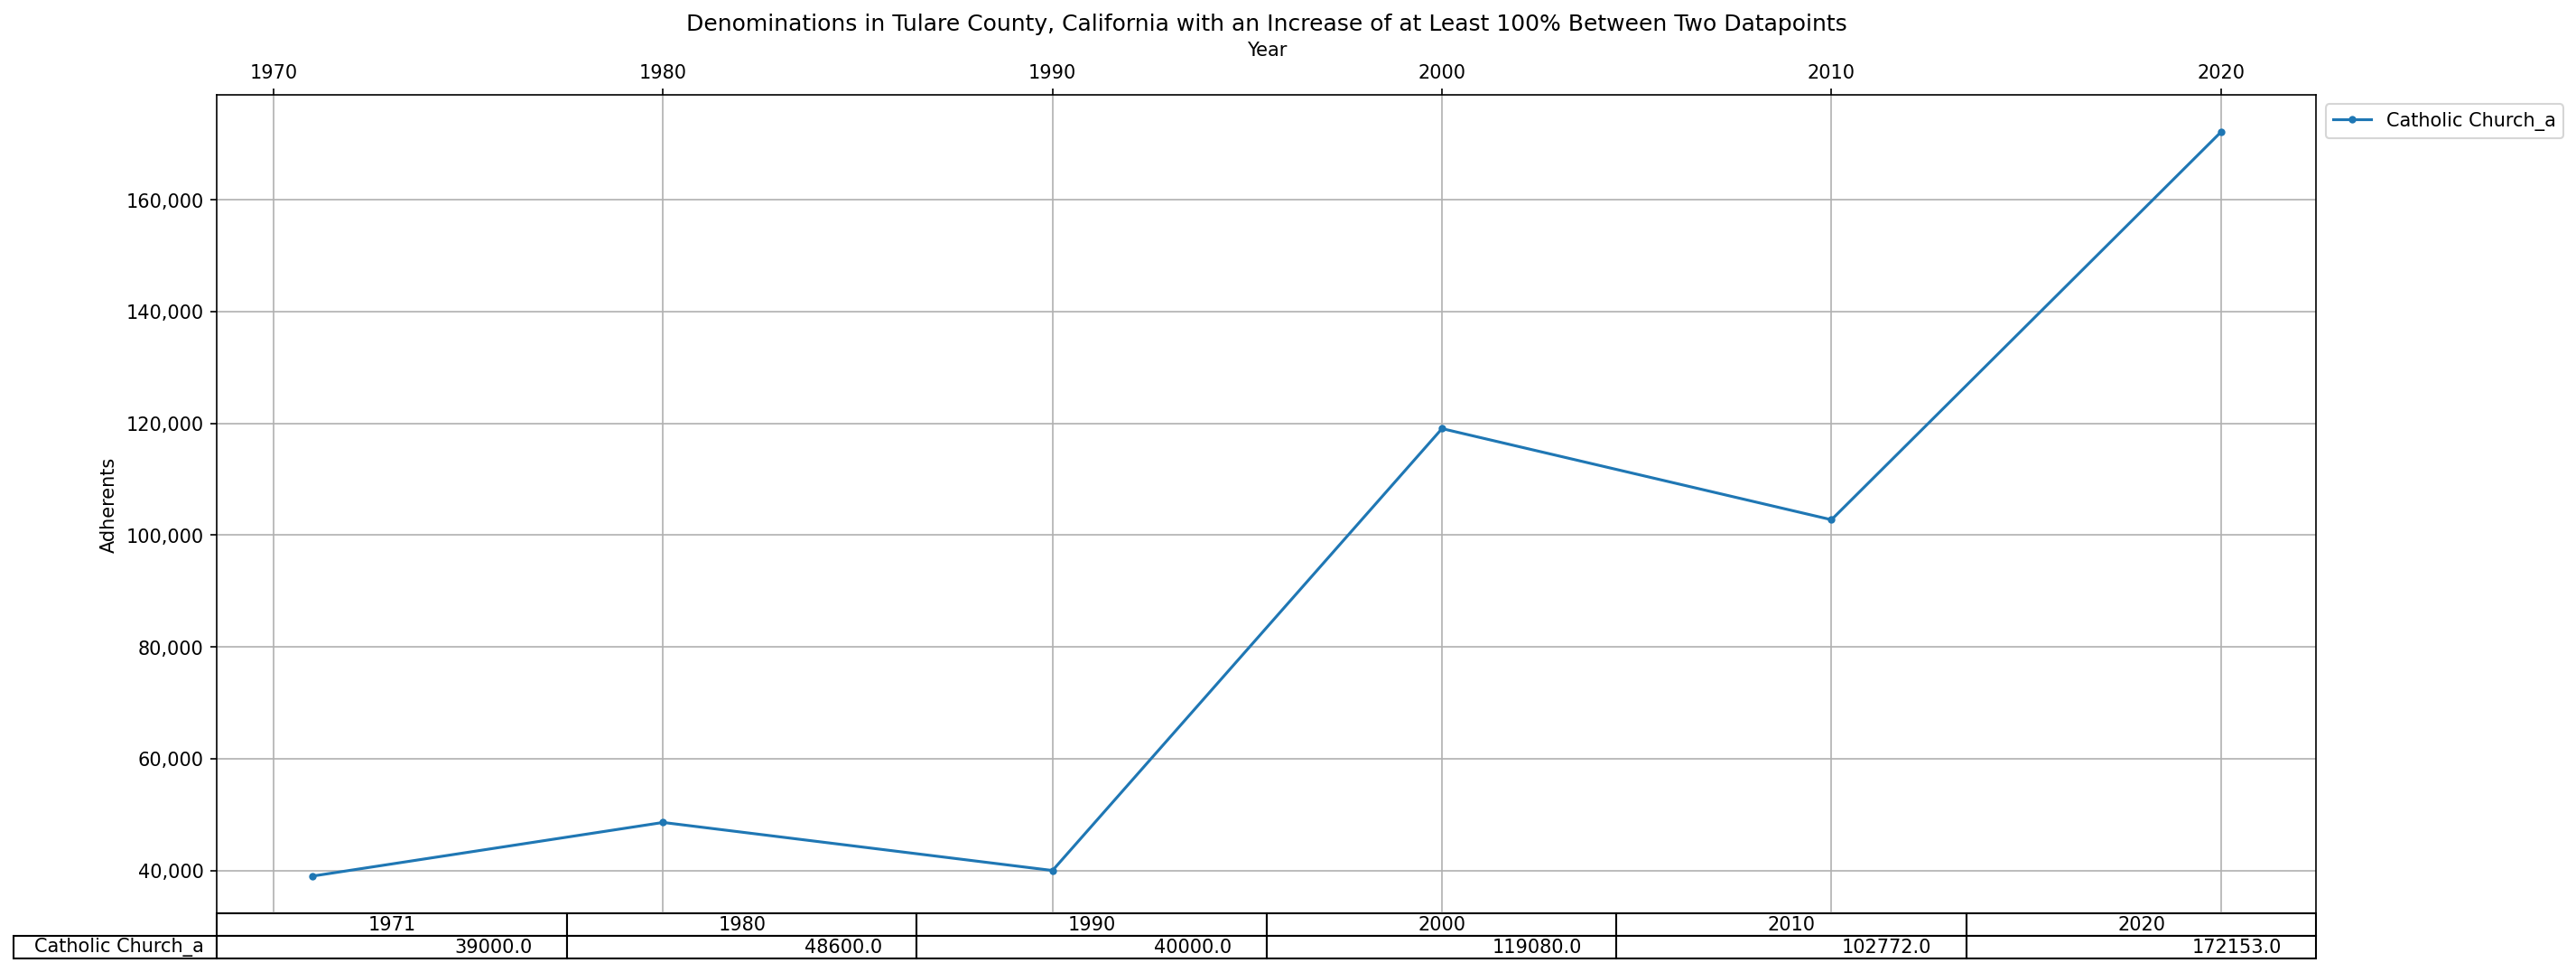 Denominations in Tulare County, California with an Increase of at Least 100% Between Two Datapoints
Year
1970 1980 1990 2000 2010 2020
Catholic Church_a
160,000
140,000
120,000
100,000
80,000
60,000
40,000
Adherents
1971 1980 1990 2000 2010 2020
Catholic Church_a 39000.0 48600.0 40000.0 119080.0 102772.0 172153.0